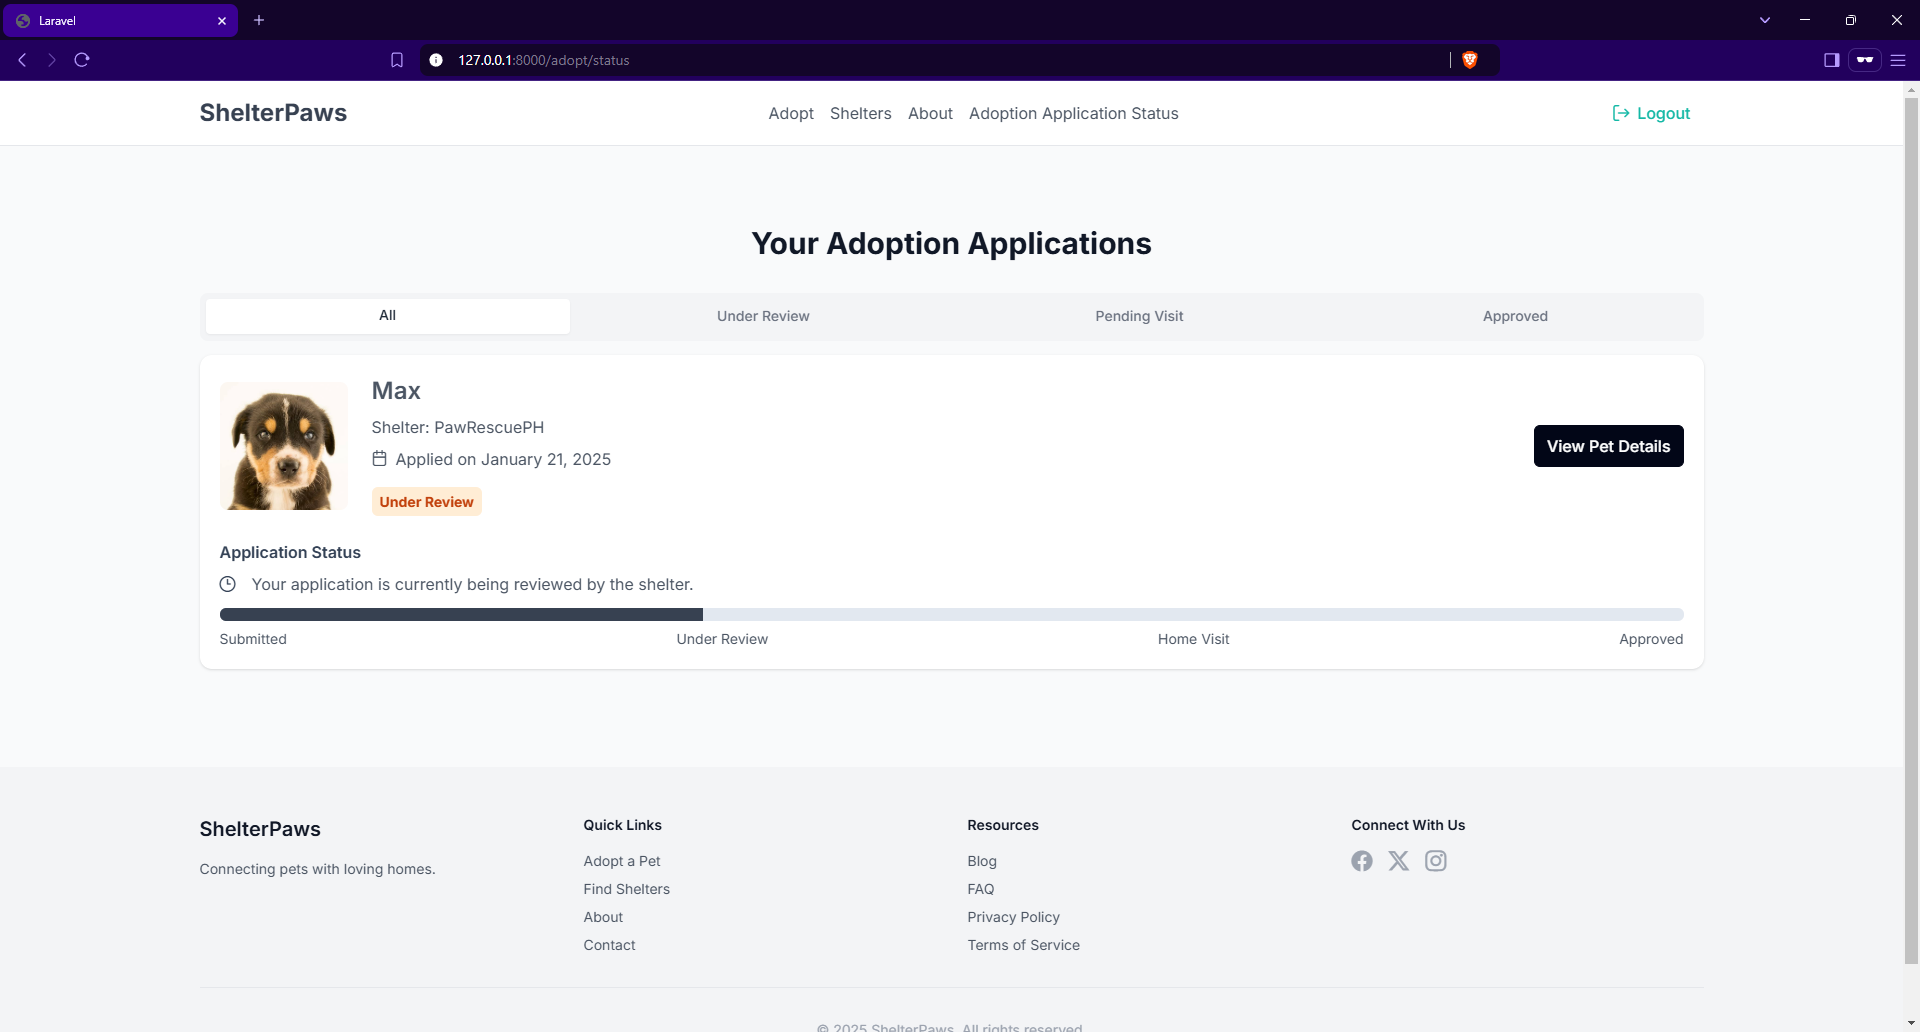 Laravel
127.0.0.1:8000/adopt/status
ShelterPaws
Adopt Shelters About Adoption Application Status
Logout
Your Adoption Applications
All Under Review Pending Visit Approved
Max
Shelter: PawRescuePH
Applied on January 21, 2025
Under Review
View Pet Details
Application Status
Your application is currently being reviewed by the shelter.
Submitted Under Review Home Visit Approved
ShelterPaws
Connecting pets with loving homes.
Quick Links
Adopt a Pet
Find Shelters
About
Contact
Resources
Blog
FAQ
Privacy Policy
Terms of Service
Connect With Us
© 2025 ShelterPaws. All rights reserved.